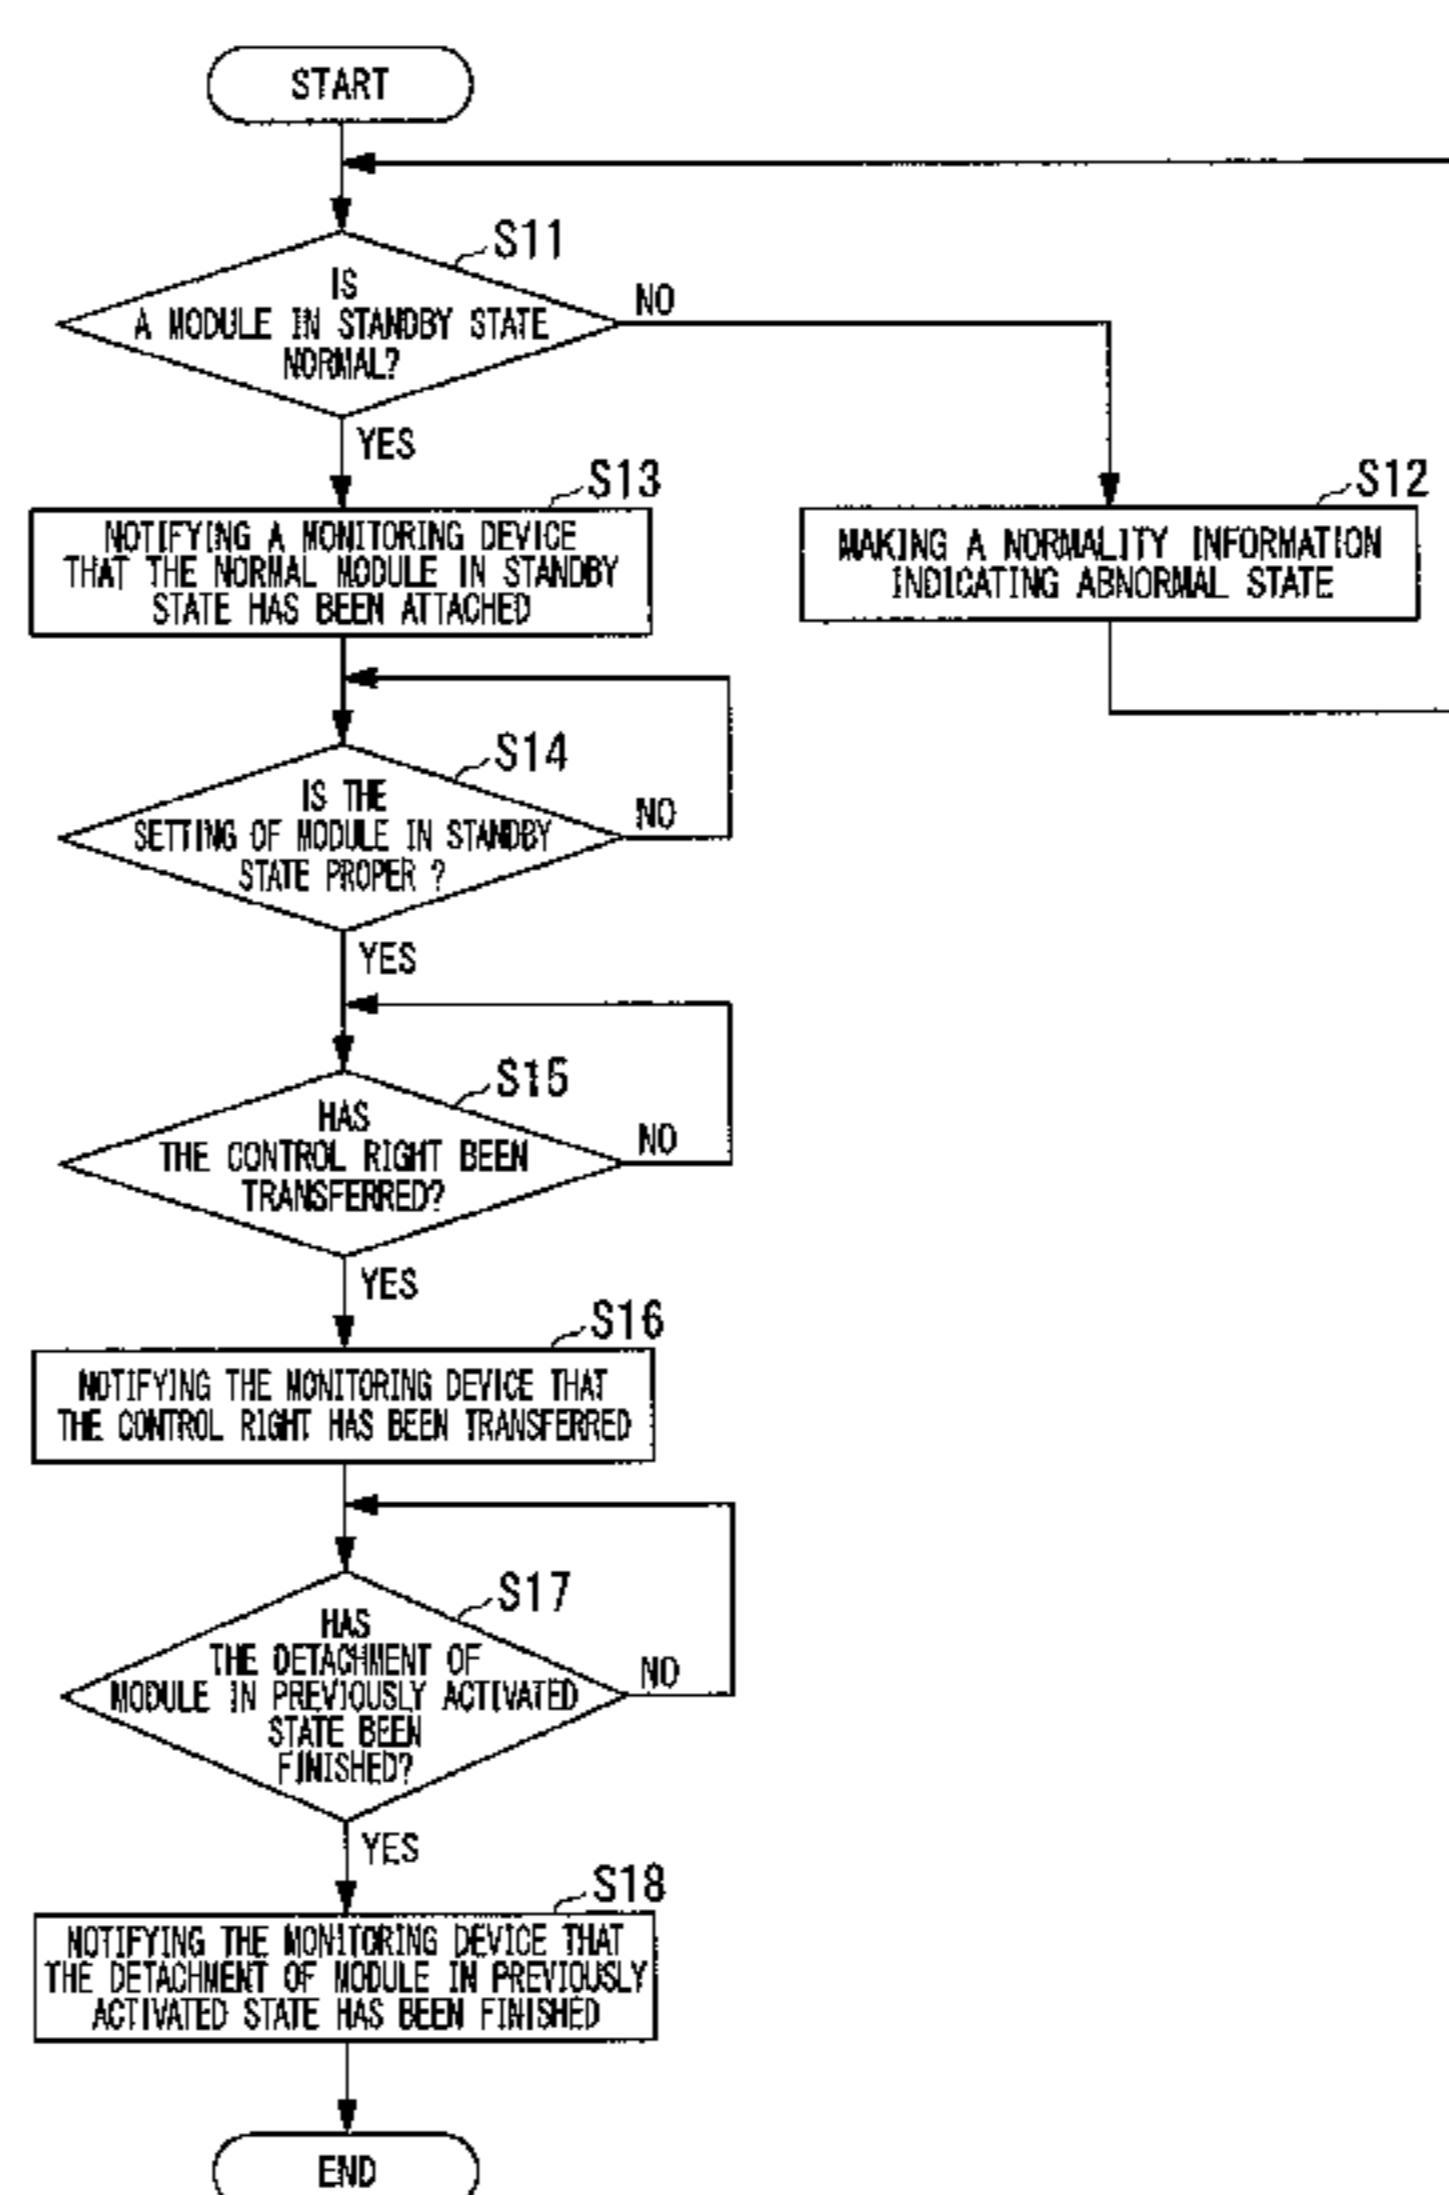 START
S11
IS
A MODULE IN STANDBY STATE
NORMAL?
NO
YES
S13
NOTIFYING A MONITORING DEVICE
THAT THE NORMAL MODULE IN STANDBY
STATE HAS BEEN ATTACHED
S12
MAKING A NORMALITY INFORMATION
INDICATING ABNORMAL STATE
S14
IS THE
SETTING OF MODULE IN STANDBY
STATE PROPER ?
NO
YES
S15
HAS
THE CONTROL RIGHT BEEN
TRANSFERRED?
NO
YES
S16
NOTIFYING THE MONITORING DEVICE THAT
THE CONTROL RIGHT HAS BEEN TRANSFERRED
S17
HAS
THE DETACHMENT OF
MODULE IN PREVIOUSLY ACTIVATED
STATE BEEN
FINISHED?
NO
YES
S18
NOTIFYING THE MONITORING DEVICE THAT
THE DETACHMENT OF MODULE IN PREVIOUSLY
ACTIVATED STATE HAS BEEN FINISHED
END